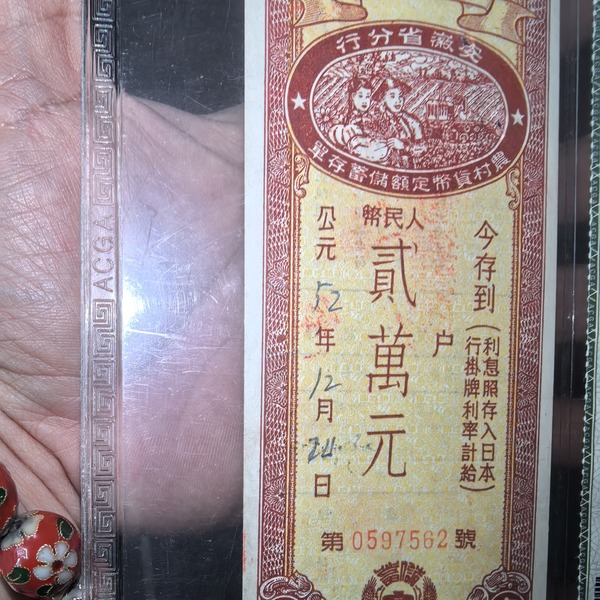 安徽省分行
農村貨幣定額儲蓄存單
今存到
(利息照存入日本
行掛牌利率計給)
户
人民幣
貳萬元
公元52年12月24日
第0597562號
ACGA